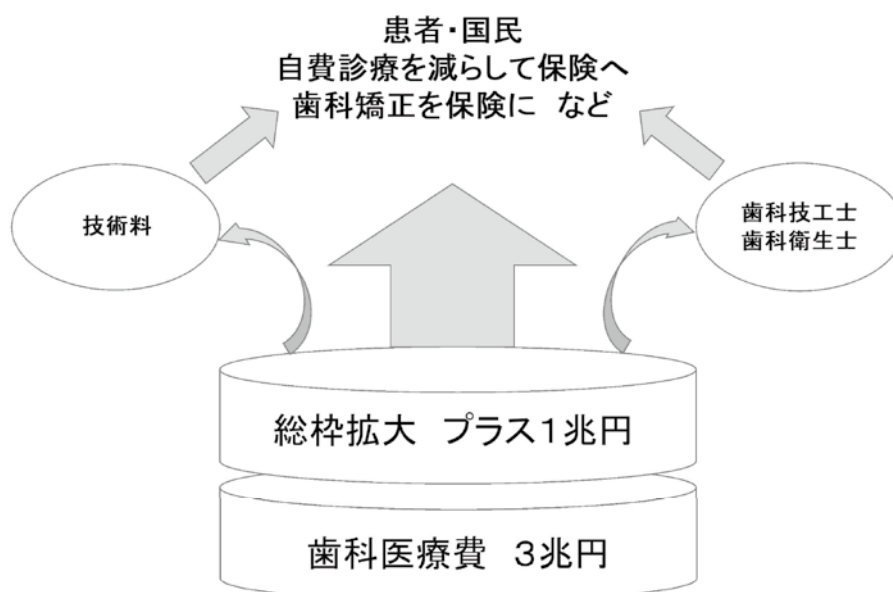 患者・国民
自費診療を減らして保険へ
歯科矯正を保険に など
技術料
歯科技工士
歯科衛生士
総枠拡大 プラス1兆円
歯科医療費 3兆円